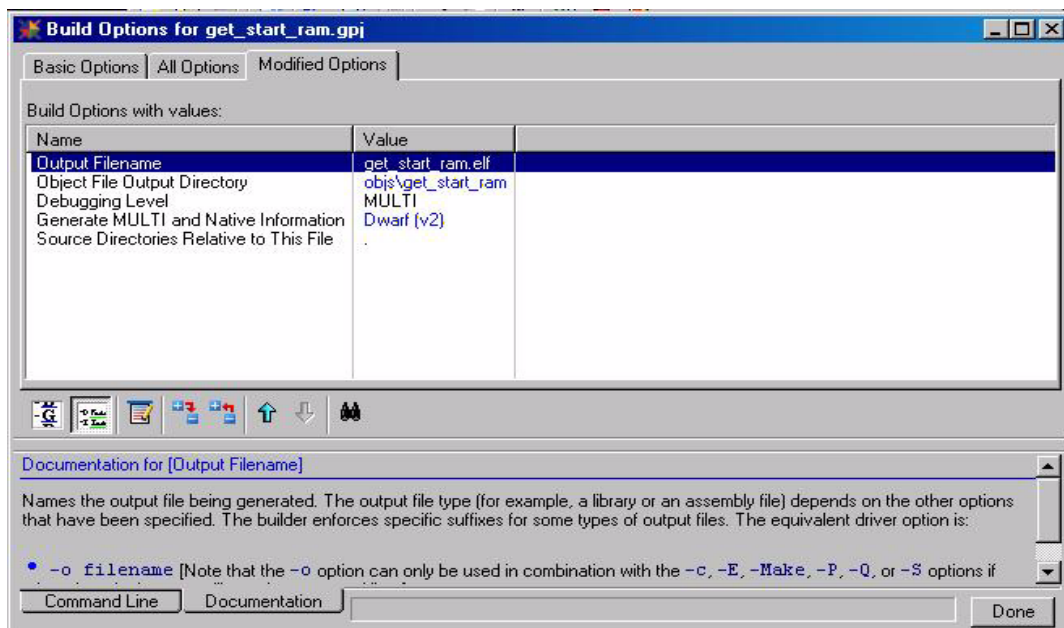 Build Options for get_start_ram.gpj
Basic Options All Options Modified Options
Build Options with values:
Name Value
Output Filename get_start_ram.elf
Object File Output Directory objs\get_start_ram
Debugging Level MULTI
Generate MULTI and Native Information Dwarf (v2)
Source Directories Relative to This File .
Documentation for [Output Filename]
Names the output file being generated. The output file type (for example, a library or an assembly file) depends on the other options
that have been specified. The builder enforces specific suffixes for some types of output files. The equivalent driver option is:
• -o filename [Note that the -o option can only be used in combination with the -c, -E, -Make, -P, -Q, or -S options if
Command Line Documentation Done